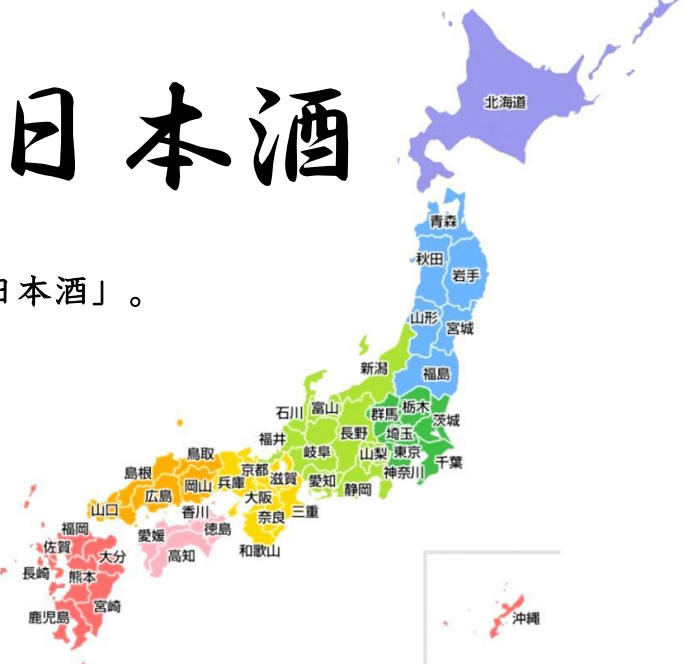 日本酒
日本酒」。
北海道
青森
秋田
岩手
山形
宮城
新潟
福島
石川
富山
群馬
栃木
茨城
福井
長野
埼玉
岐阜
山梨
東京
千葉
神奈川
愛知
静岡
鳥取
京都
滋賀
島根
岡山
兵庫
大阪
広島
三重
奈良
山口
香川
徳島
和歌山
愛媛
高知
福岡
佐賀
大分
長崎
熊本
宮崎
鹿児島
沖縄